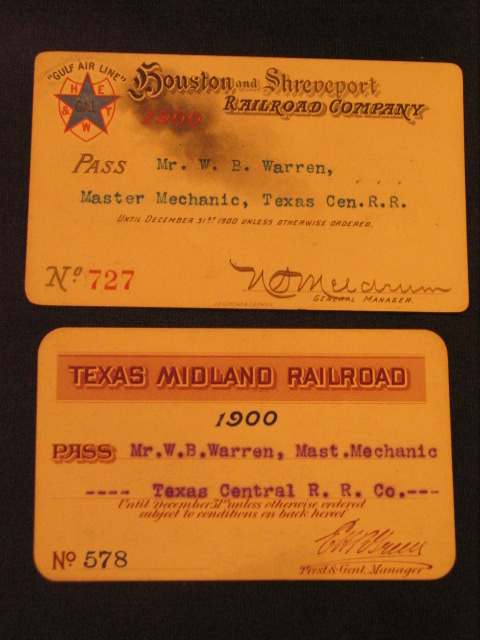 "GULF AIR LINE"
H E
& G.A.L T
W
Houston and Shreveport
RAILROAD COMPANY
1900
PASS Mr. W. B. Warren,
Master Mechanic, Texas Cen.R.R.
UNTIL DECEMBER 31ST 1900 UNLESS OTHERWISE ORDERED.
No 727
GENERAL MANAGER.
TEXAS MIDLAND RAILROAD
1900
PASS Mr.W.B.Warren, Mast.Mechanic
---- Texas Central R. R. Co.---
Until December 31st unless otherwise ordered
subject to conditions on back hereof
No 578
Prest & Genl. Manager